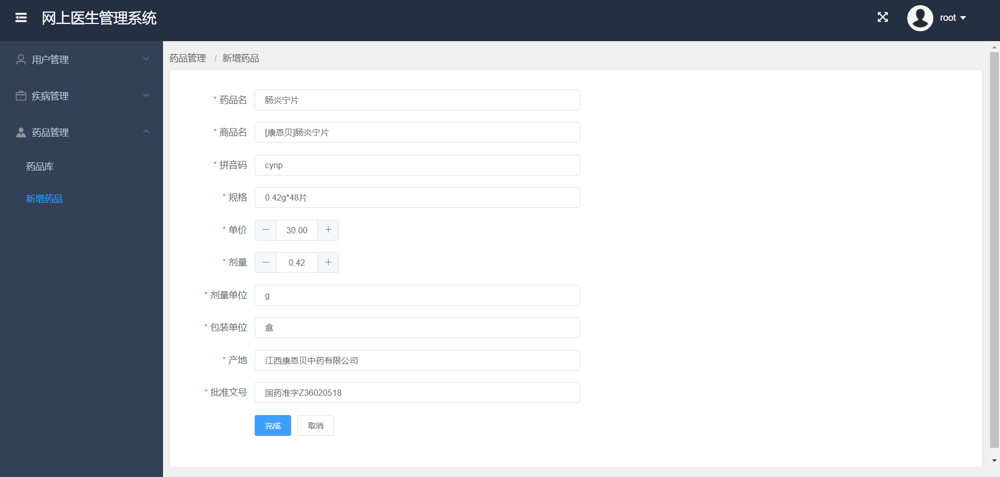 网上医生管理系统
root
用户管理
疾病管理
药品管理
药品库
新增药品
药品管理 / 新增药品
* 药品名 肠炎宁片
* 商品名 [康恩贝]肠炎宁片
* 拼音码 cynp
* 规格 0.42g*48片
* 单价 30.00
* 剂量 0.42
* 剂量单位 g
* 包装单位 盒
* 产地 江西康恩贝中药有限公司
* 批准文号 国药准字Z36020518
完成 取消